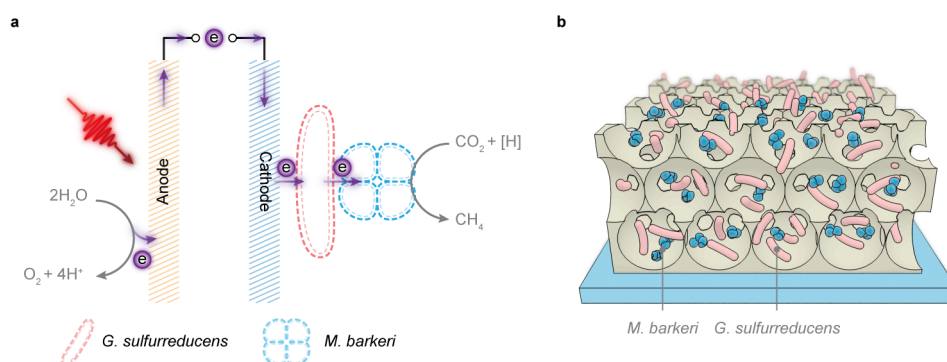 a
b
e
Anode
Cathode
e
e
2H₂O
e
O₂ + 4H⁺
CO₂ + [H]
CH₄
G. sulfurreducens
M. barkeri
M. barkeri
G. sulfurreducens